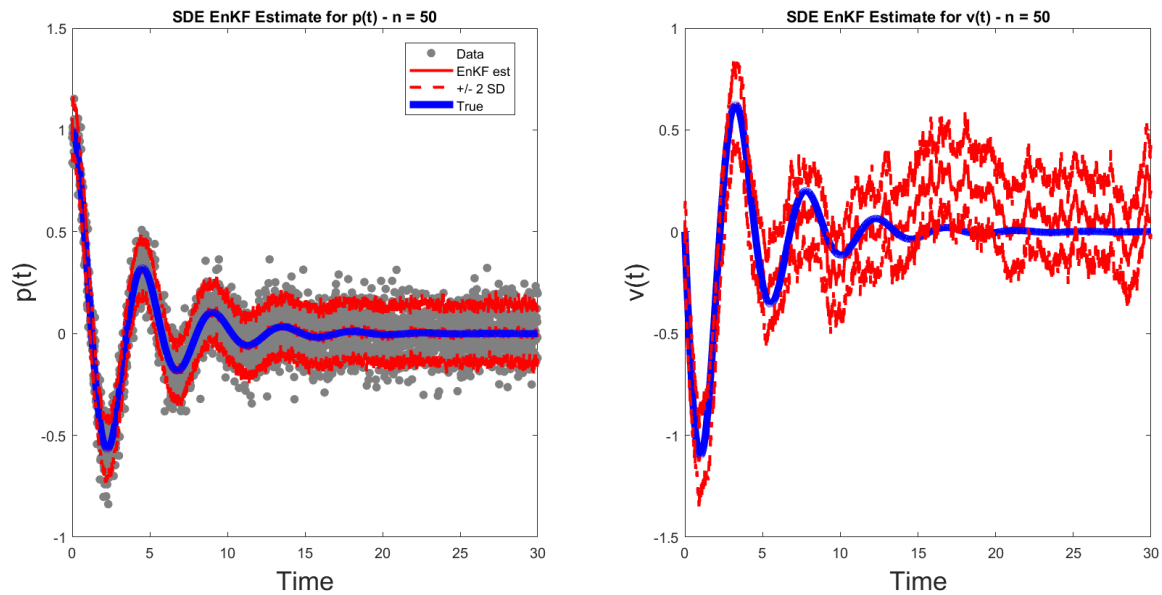 SDE EnKF Estimate for p(t) - n = 50
1.5
1
0.5
0
-0.5
-1
p(t)
0 5 10 15 20 25 30
Time
Data
EnKF est
+/- 2 SD
True
SDE EnKF Estimate for v(t) - n = 50
1
0.5
0
-0.5
-1
-1.5
v(t)
0 5 10 15 20 25 30
Time